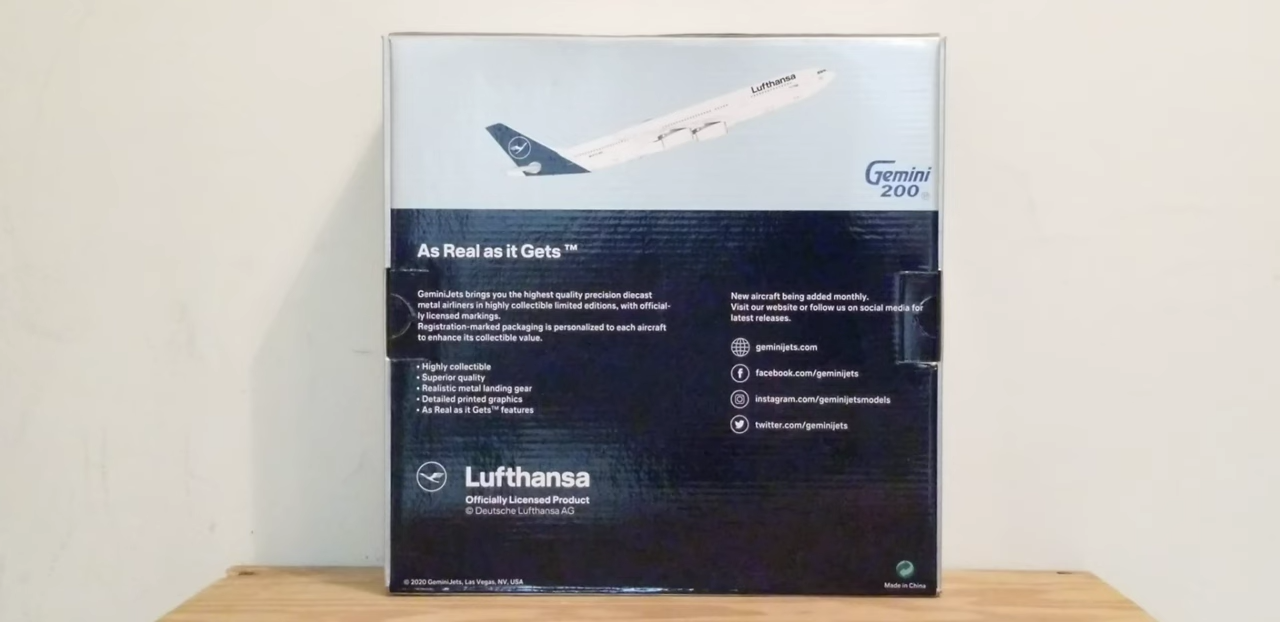 Lufthansa
Gemini
200
As Real as it Gets ™
GeminiJets brings you the highest quality precision diecast
metal airliners in highly collectible limited editions, with official-
ly licensed markings.
Registration-marked packaging is personalized to each aircraft
to enhance its collectible value.
• Highly collectible
• Superior quality
• Realistic metal landing gear
• Detailed printed graphics
• As Real as it Gets™ features
New aircraft being added monthly.
Visit our website or follow us on social media for
latest releases.
geminijets.com
facebook.com/geminijets
instagram.com/geminijetsmodels
twitter.com/geminijets
Lufthansa
Officially Licensed Product
© Deutsche Lufthansa AG
© 2020 GeminiJets, Las Vegas, NV, USA
Made in China